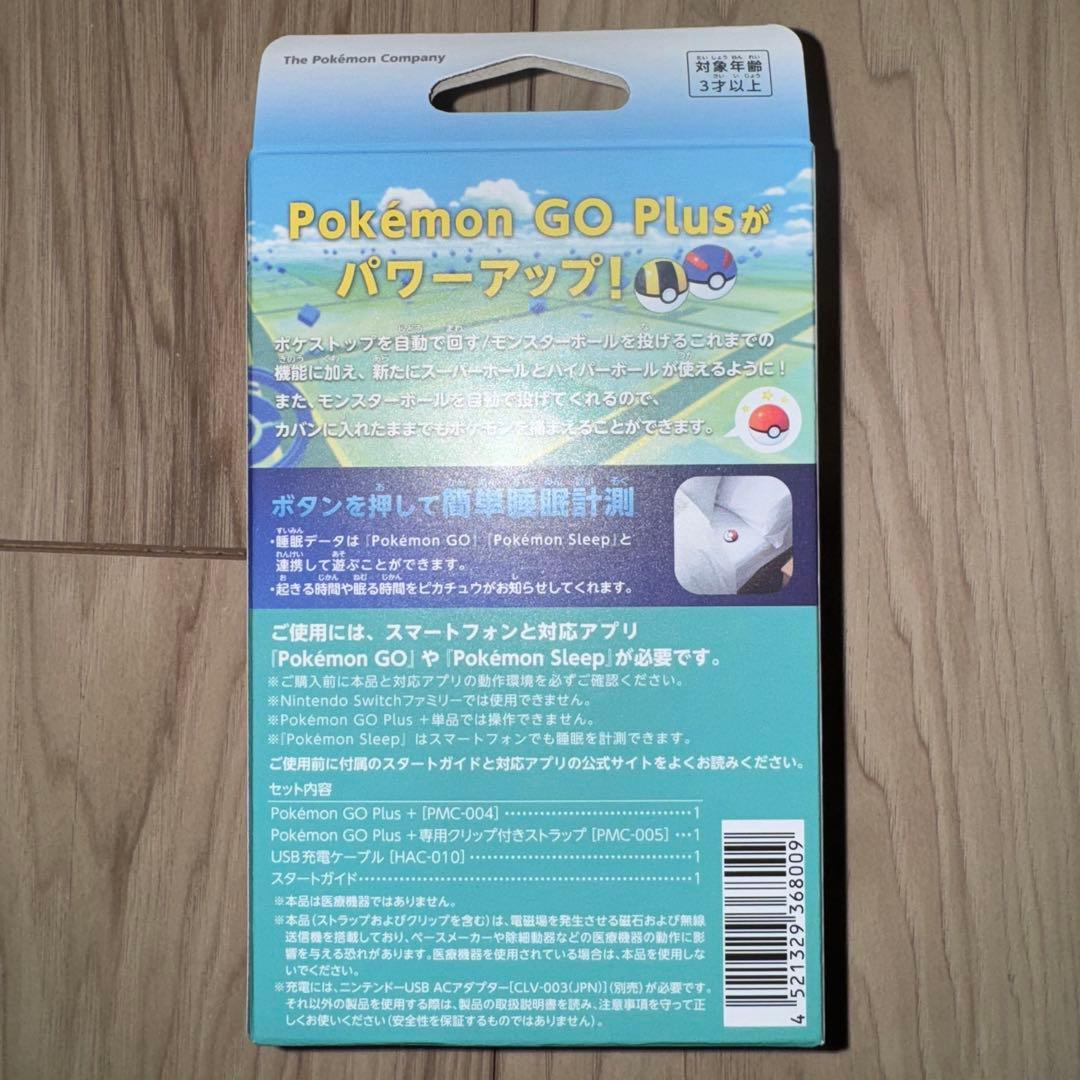 The Pokémon Company
対象年齢
3才以上
Pokémon GO Plusが
パワーアップ!
ポケストップを自動で回す/モンスターボールを投げるこれまでの
機能に加え、新たにスーパーボールとハイパーボールが使えるように!
また、モンスターボールを自動で投げてくれるので、
カバンに入れたままでもポケモンを捕まえることができます。
ボタンを押して簡単睡眠計測
・睡眠データは『Pokémon GO』『Pokémon Sleep』と
連携して遊ぶことができます。
・起きる時間や眠る時間をピカチュウがお知らせしてくれます。
ご使用には、スマートフォンと対応アプリ
『Pokémon GO』や『Pokémon Sleep』が必要です。
※ご購入前に本品と対応アプリの動作環境を必ずご確認ください。
※Nintendo Switchファミリーでは使用できません。
※Pokémon GO Plus +単品では操作できません。
※『Pokémon Sleep』はスマートフォンでも睡眠を計測できます。
ご使用前に付属のスタートガイドと対応アプリの公式サイトをよくお読みください。
セット内容
Pokémon GO Plus + [PMC-004] ……………………… 1
Pokémon GO Plus +専用クリップ付きストラップ [PMC-005] … 1
USB充電ケーブル [HAC-010] ……………………… 1
スタートガイド ……………………… 1
※本品は医療機器ではありません。
※本品(ストラップおよびクリップを含む)は、電磁場を発生させる磁石および無線
送信機を搭載しており、ペースメーカーや除細動器などの医療機器の動作に影
響を与える恐れがあります。医療機器を使用されている場合は、本品を使用しな
いでください。
※充電には、ニンテンドーUSB ACアダプター[CLV-003(JPN)](別売)が必要です。
それ以外の製品を使用する際は、製品の取扱説明書を読み、注意事項を守って正
しくお使いください(安全性を保証するものではありません)。
4 521329 368009